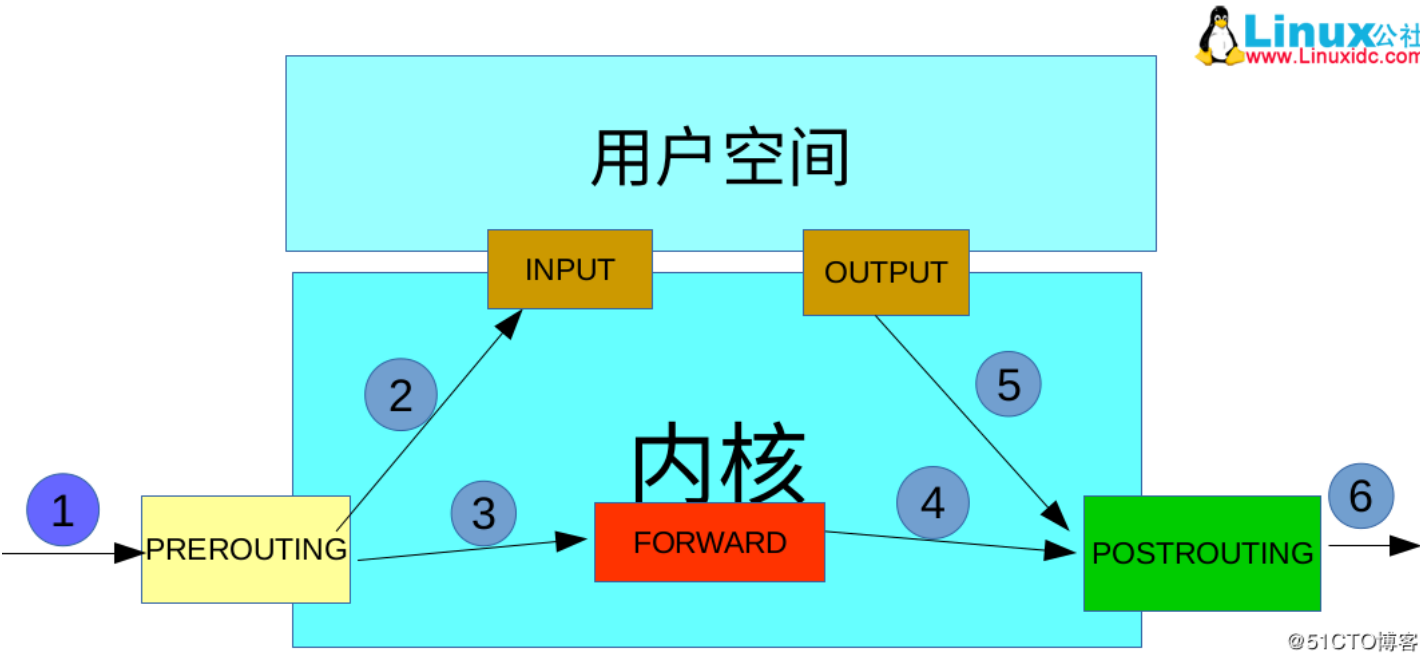 Linux公社
www.Linuxidc.com
用户空间
INPUT
OUTPUT
2
5
内核
1
3
4
6
PREROUTING
FORWARD
POSTROUTING
@51CTO博客